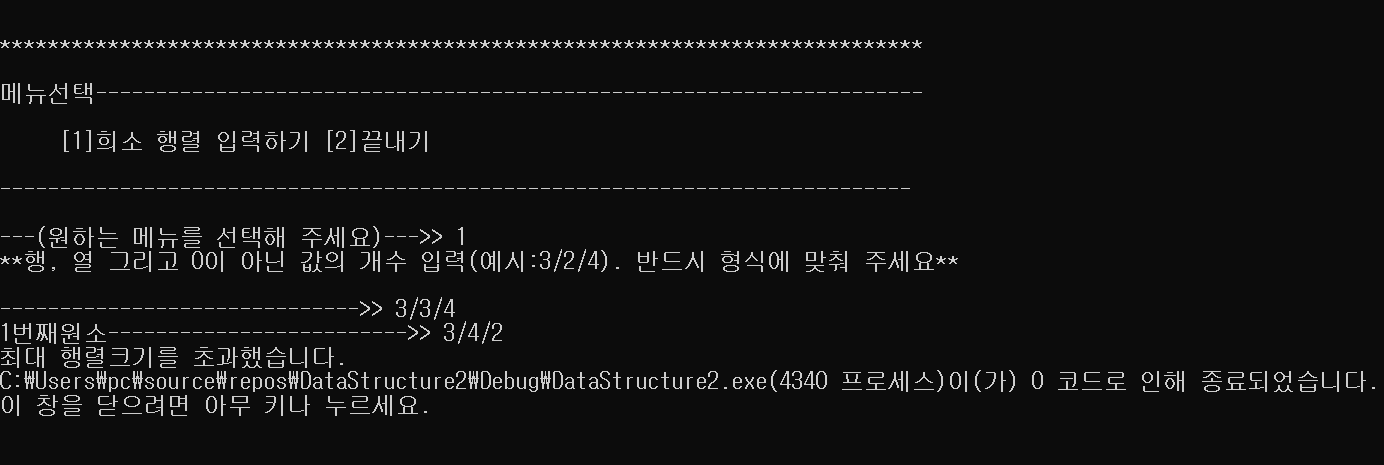 *****************************************************************************
메뉴선택---------------------------------------------------------------------
[1]희소 행렬 입력하기 [2]끝내기
----------------------------------------------------------------------------
---(원하는 메뉴를 선택해 주세요)--->> 1
**행, 열 그리고 0이 아닌 값의 개수 입력(예시:3/2/4). 반드시 형식에 맞춰 주세요**
------------------------------>> 3/3/4
1번째원소------------------------->> 3/4/2
최대 행렬크기를 초과했습니다.
C:\Users\pc\source\repos\DataStructure2\Debug\DataStructure2.exe(4340 프로세스)이(가) 0 코드로 인해 종료되었습니다.
이 창을 닫으려면 아무 키나 누르세요.